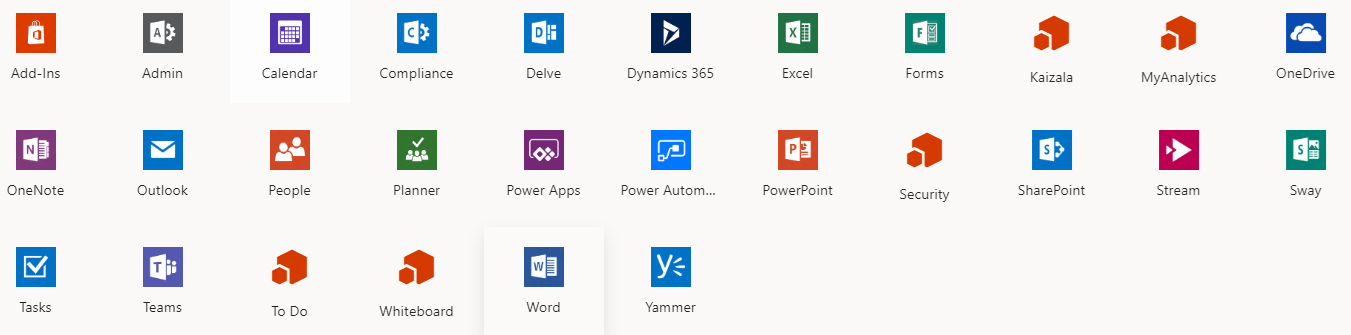 Add-Ins Admin Calendar Compliance Delve Dynamics 365 Excel Forms Kaizala MyAnalytics OneDrive
OneNote Outlook People Planner Power Apps Power Autom... PowerPoint Security SharePoint Stream Sway
Tasks Teams To Do Whiteboard Word Yammer